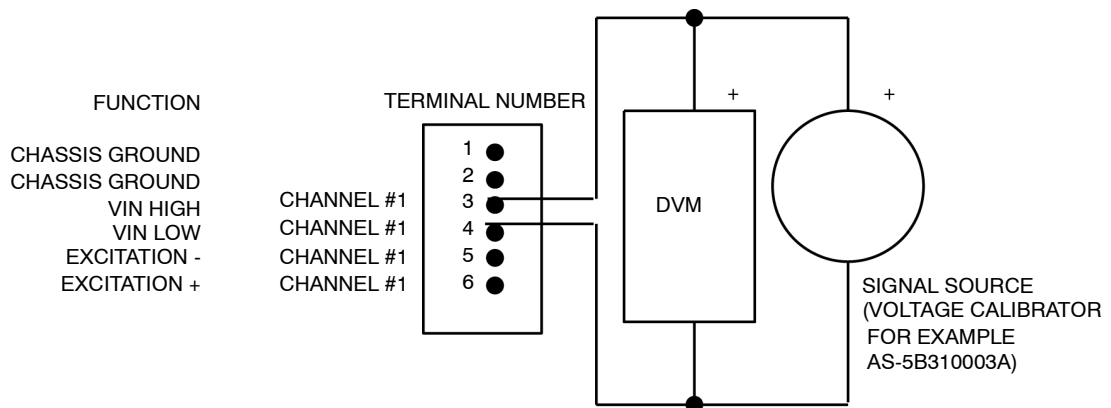 FUNCTION
TERMINAL NUMBER
+
+
CHASSIS GROUND
1
CHASSIS GROUND
2
VIN HIGH
CHANNEL #1
3
DVM
VIN LOW
CHANNEL #1
4
EXCITATION -
CHANNEL #1
5
EXCITATION +
CHANNEL #1
6
SIGNAL SOURCE
(VOLTAGE CALIBRATOR
FOR EXAMPLE
AS-5B310003A)